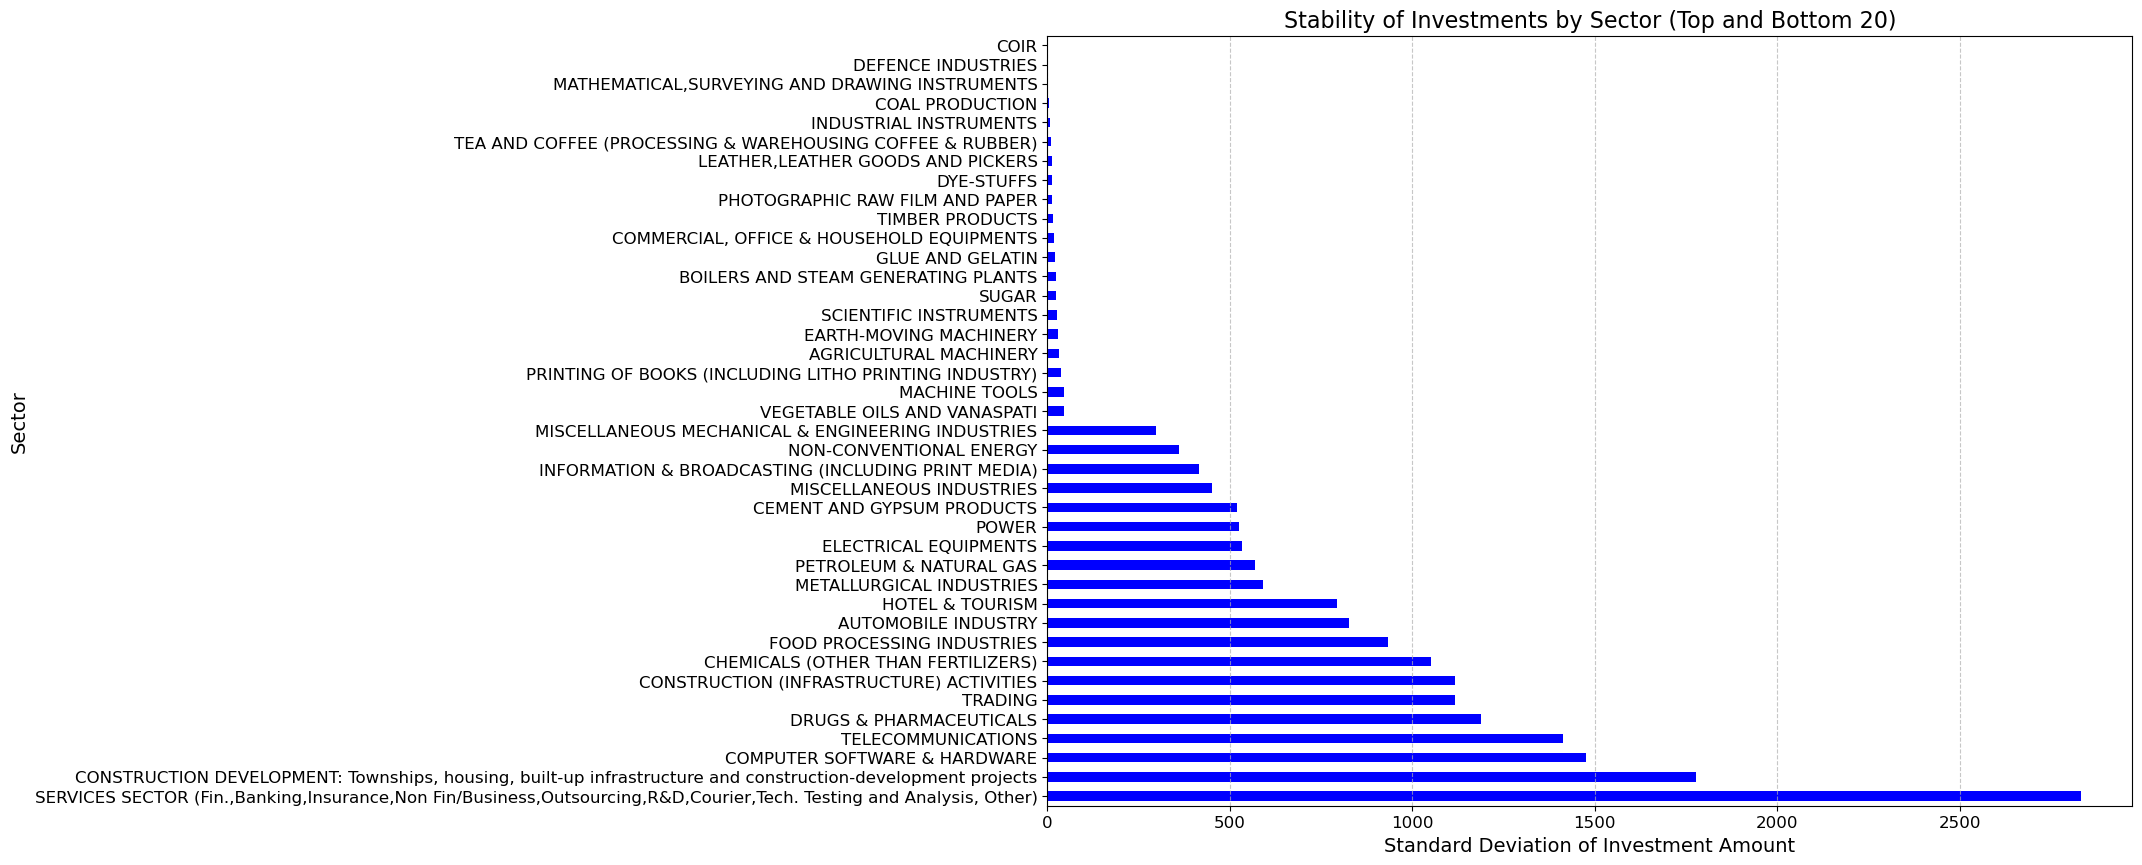 Stability of Investments by Sector (Top and Bottom 20)
COIR
DEFENCE INDUSTRIES
MATHEMATICAL,SURVEYING AND DRAWING INSTRUMENTS
COAL PRODUCTION
INDUSTRIAL INSTRUMENTS
TEA AND COFFEE (PROCESSING & WAREHOUSING COFFEE & RUBBER)
LEATHER,LEATHER GOODS AND PICKERS
DYE-STUFFS
PHOTOGRAPHIC RAW FILM AND PAPER
TIMBER PRODUCTS
COMMERCIAL, OFFICE & HOUSEHOLD EQUIPMENTS
GLUE AND GELATIN
BOILERS AND STEAM GENERATING PLANTS
SUGAR
SCIENTIFIC INSTRUMENTS
EARTH-MOVING MACHINERY
AGRICULTURAL MACHINERY
PRINTING OF BOOKS (INCLUDING LITHO PRINTING INDUSTRY)
MACHINE TOOLS
VEGETABLE OILS AND VANASPATI
MISCELLANEOUS MECHANICAL & ENGINEERING INDUSTRIES
NON-CONVENTIONAL ENERGY
INFORMATION & BROADCASTING (INCLUDING PRINT MEDIA)
MISCELLANEOUS INDUSTRIES
CEMENT AND GYPSUM PRODUCTS
POWER
ELECTRICAL EQUIPMENTS
PETROLEUM & NATURAL GAS
METALLURGICAL INDUSTRIES
HOTEL & TOURISM
AUTOMOBILE INDUSTRY
FOOD PROCESSING INDUSTRIES
CHEMICALS (OTHER THAN FERTILIZERS)
CONSTRUCTION (INFRASTRUCTURE) ACTIVITIES
TRADING
DRUGS & PHARMACEUTICALS
TELECOMMUNICATIONS
COMPUTER SOFTWARE & HARDWARE
CONSTRUCTION DEVELOPMENT: Townships, housing, built-up infrastructure and construction-development projects
SERVICES SECTOR (Fin.,Banking,Insurance,Non Fin/Business,Outsourcing,R&D,Courier,Tech. Testing and Analysis, Other)
Sector
0 500 1000 1500 2000 2500
Standard Deviation of Investment Amount